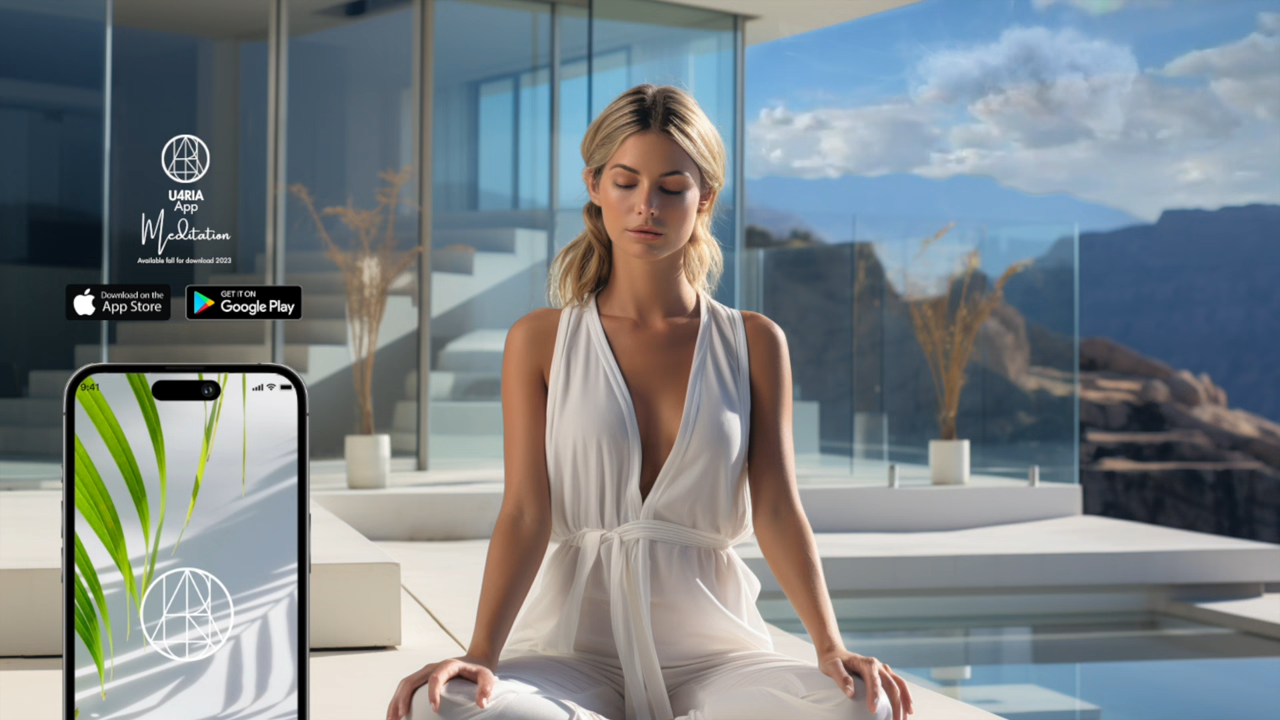 U4RIA
App
Meditation
Available fall for download 2023
Download on the
App Store
GET IT ON
Google Play
9:41